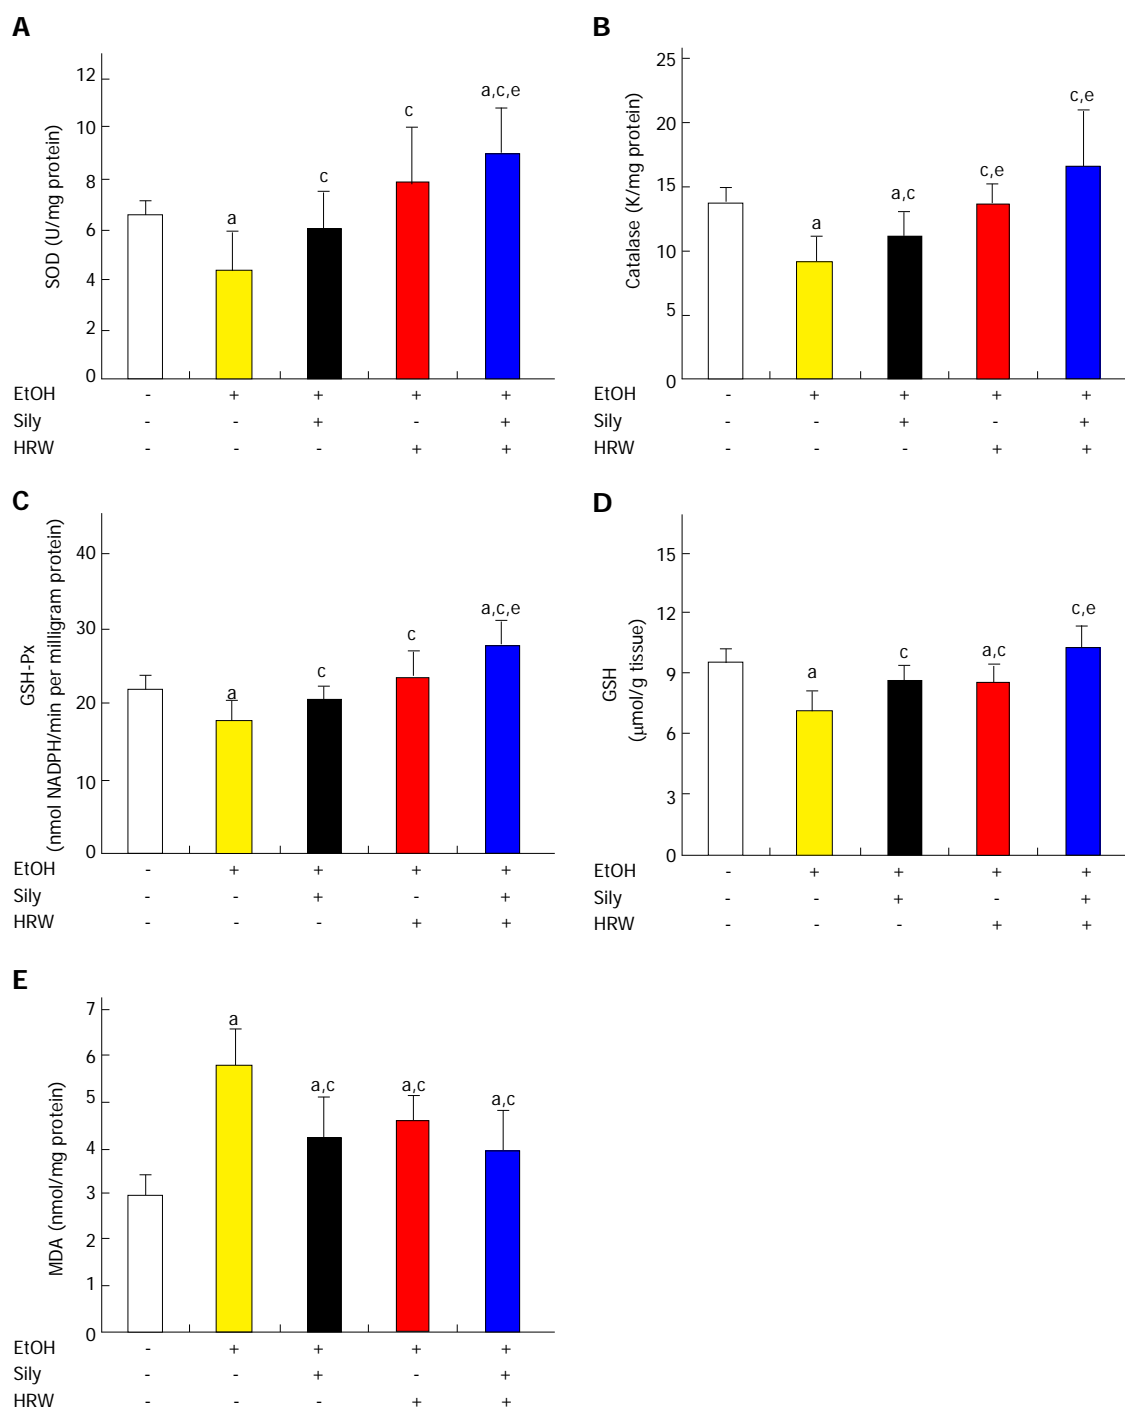 A
SOD (U/mg protein)
12
10
8
6
4
2
0
a
c
c
a,c,e
EtOH - + + + +
Sily - - + - +
HRW - - - + +
B
Catalase (K/mg protein)
25
20
15
10
5
0
a
a,c
c,e
c,e
EtOH - + + + +
Sily - - + - +
HRW - - - + +
C
GSH-Px
(nmol NADPH/min per milligram protein)
40
30
20
10
0
a
c
c
a,c,e
EtOH - + + + +
Sily - - + - +
HRW - - - + +
D
GSH
(μmol/g tissue)
15
12
9
6
3
0
a
c
a,c
c,e
EtOH - + + + +
Sily - - + - +
HRW - - - + +
E
MDA (nmol/mg protein)
7
6
5
4
3
2
1
0
a
a,c
a,c
a,c
EtOH - + + + +
Sily - - + - +
HRW - - - + +